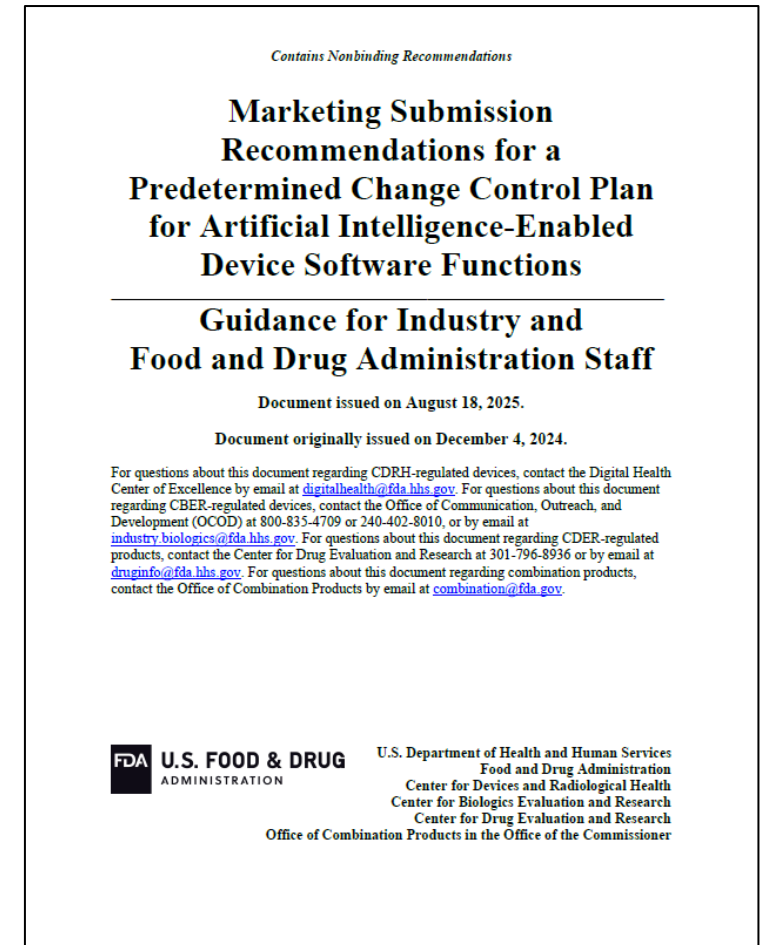 Contains Nonbinding Recommendations
Marketing Submission
Recommendations for a
Predetermined Change Control Plan
for Artificial Intelligence-Enabled
Device Software Functions
Guidance for Industry and
Food and Drug Administration Staff
Document issued on August 18, 2025.
Document originally issued on December 4, 2024.
For questions about this document regarding CDRH-regulated devices, contact the Digital Health
Center of Excellence by email at digitalhealth@fda.hhs.gov. For questions about this document
regarding CBER-regulated devices, contact the Office of Communication, Outreach, and
Development (OCOD) at 800-835-4709 or 240-402-8010, or by email at
industry.biologics@fda.hhs.gov. For questions about this document regarding CDER-regulated
products, contact the Center for Drug Evaluation and Research at 301-796-8936 or by email at
druginfo@fda.hhs.gov. For questions about this document regarding combination products,
contact the Office of Combination Products by email at combination@fda.gov.
FDA U.S. FOOD & DRUG
ADMINISTRATION
U.S. Department of Health and Human Services
Food and Drug Administration
Center for Devices and Radiological Health
Center for Biologics Evaluation and Research
Center for Drug Evaluation and Research
Office of Combination Products in the Office of the Commissioner